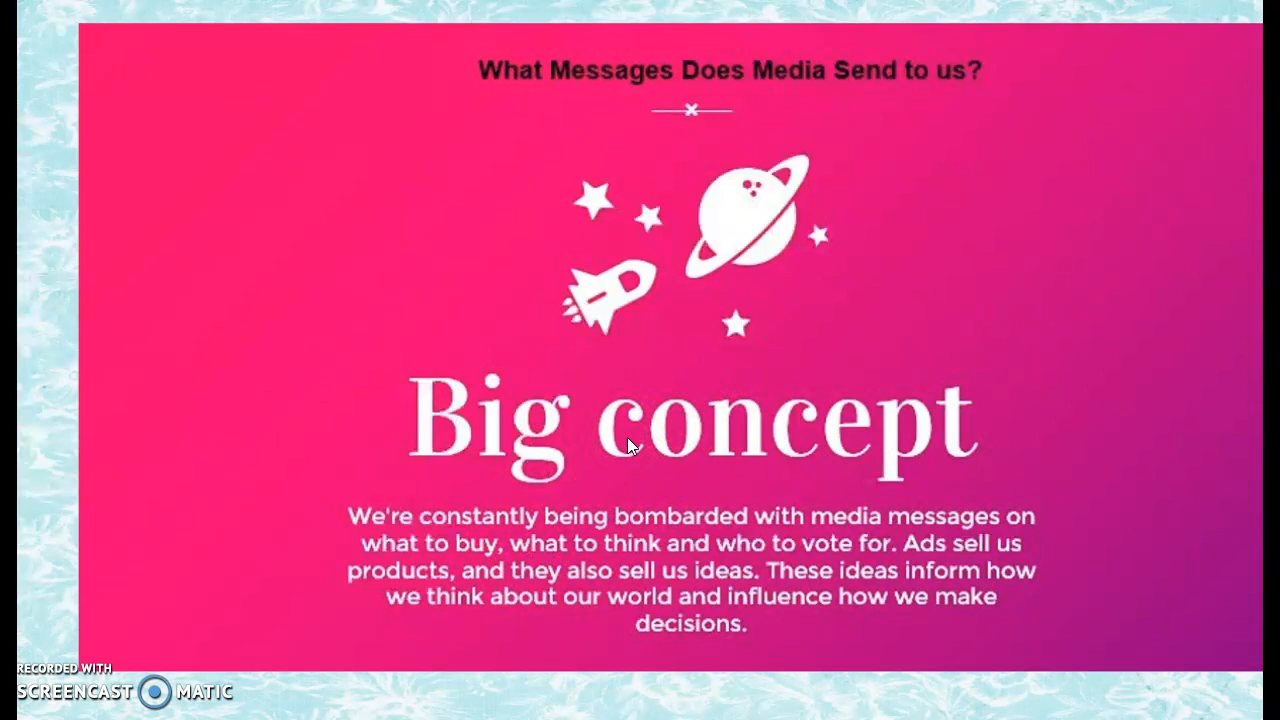 What Messages Does Media Send to us?
Big concept
We're constantly being bombarded with media messages on
what to buy, what to think and who to vote for. Ads sell us
products, and they also sell us ideas. These ideas inform how
we think about our world and influence how we make
decisions.
RECORDED WITH
SCREENCAST MATIC